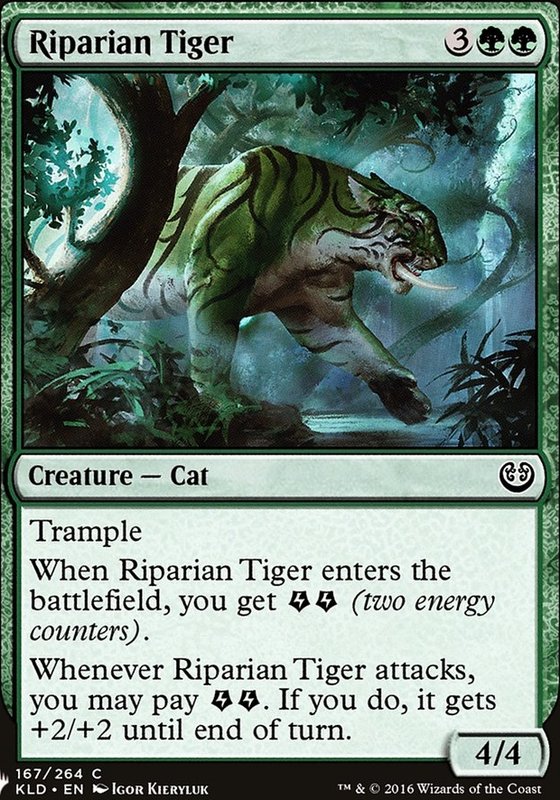 Riparian Tiger 3
Creature — Cat
Trample
When Riparian Tiger enters the
battlefield, you get (two energy
counters).
Whenever Riparian Tiger attacks,
you may pay . If you do, it gets
+2/+2 until end of turn.
4/4
167/264 C
KLD • EN Igor Kieryluk
™ & © 2016 Wizards of the Coast